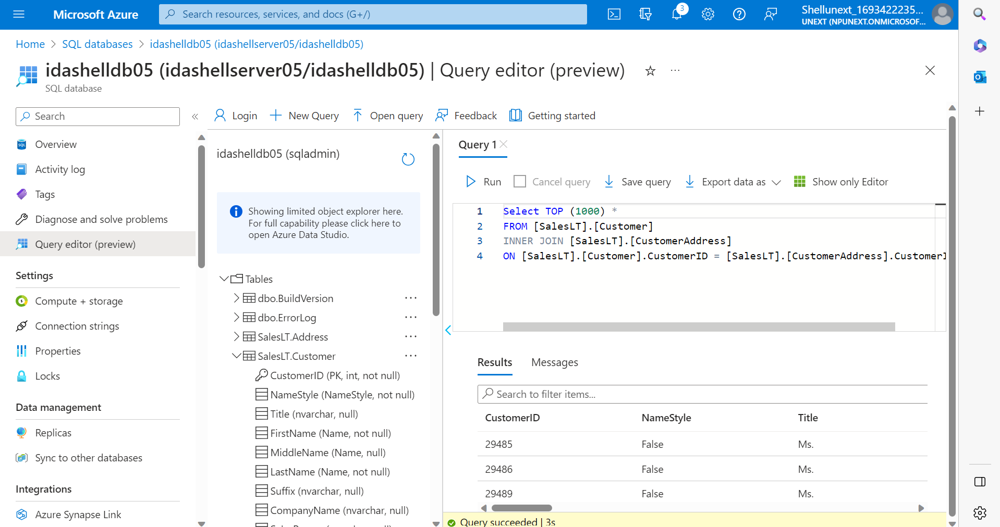 Microsoft Azure
Search resources, services, and docs (G+/)
3
Shellunext_1693422235...
UNEXT (NPUNEXT.ONMICROSOF...
Home > SQL databases > idashelldb05 (idashellserver05/idashelldb05)
idashelldb05 (idashellserver05/idashelldb05) | Query editor (preview)
SQL database
Search
Overview
Activity log
Tags
Diagnose and solve problems
Query editor (preview)
Settings
Compute + storage
Connection strings
Properties
Locks
Data management
Replicas
Sync to other databases
Integrations
Azure Synapse Link
Login
New Query
Open query
Feedback
Getting started
idashelldb05 (sqladmin)
Showing limited object explorer here.
For full capability please click here to
open Azure Data Studio.
Tables
dbo.BuildVersion
dbo.ErrorLog
SalesLT.Address
SalesLT.Customer
CustomerID (PK, int, not null)
NameStyle (NameStyle, not null)
Title (nvarchar, null)
FirstName (Name, not null)
MiddleName (Name, null)
LastName (Name, not null)
Suffix (nvarchar, null)
CompanyName (nvarchar, null)
Query 1
Run
Cancel query
Save query
Export data as
Show only Editor
1 Select TOP (1000) *
2 FROM [SalesLT].[Customer]
3 INNER JOIN [SalesLT].[CustomerAddress]
4 ON [SalesLT].[Customer].CustomerID = [SalesLT].[CustomerAddress].CustomerI
Results
Messages
Search to filter items...
CustomerID NameStyle Title
29485 False Ms.
29486 False Ms.
29489 False Ms.
Query succeeded | 3s